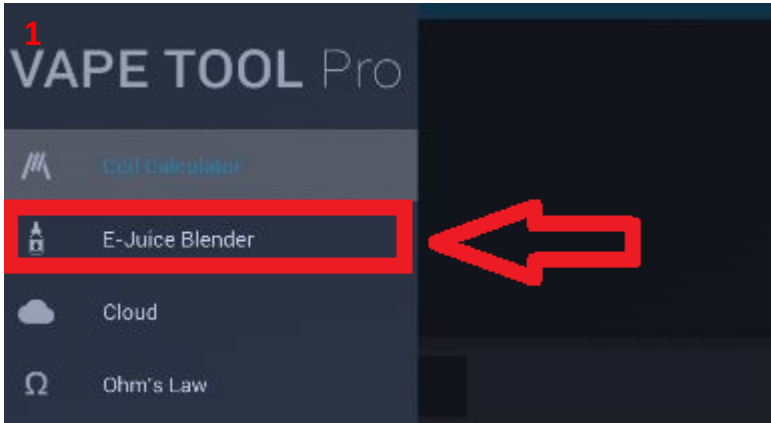 1
VAPE TOOL Pro
Coil Calculator
E-Juice Blender
Cloud
Ohm's Law